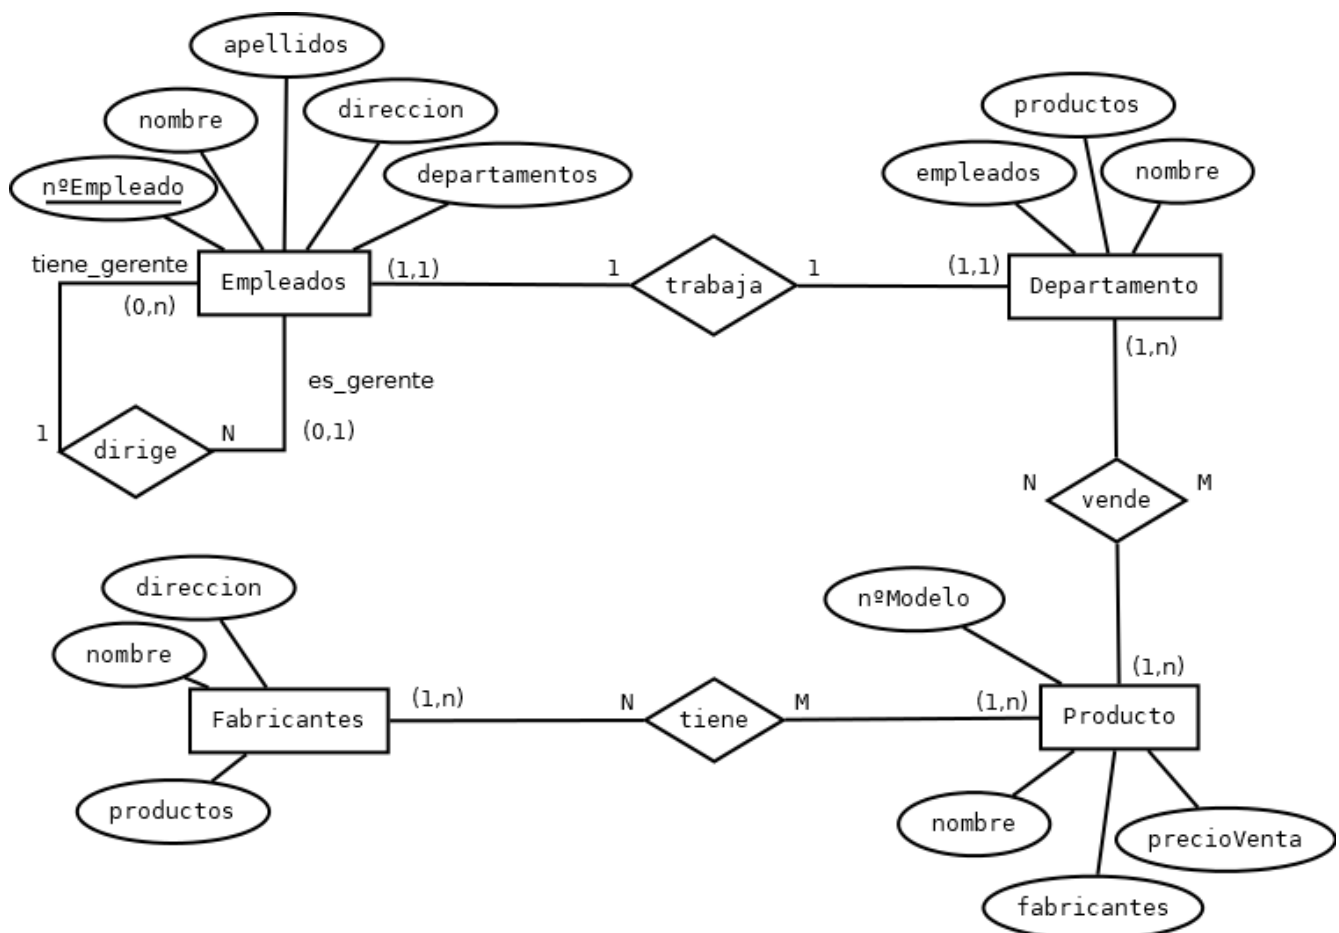 apellidos
nombre
direccion
nºEmpleado
departamentos
productos
empleados
nombre
tiene_gerente
Empleados
(1,1)
1
trabaja
1
(1,1)
Departamento
(0,n)
(1,n)
es_gerente
1
dirige
N
(0,1)
N
vende
M
direccion
nºModelo
nombre
(1,n)
Fabricantes
(1,n)
N
tiene
M
(1,n)
Producto
productos
nombre
precioVenta
fabricantes